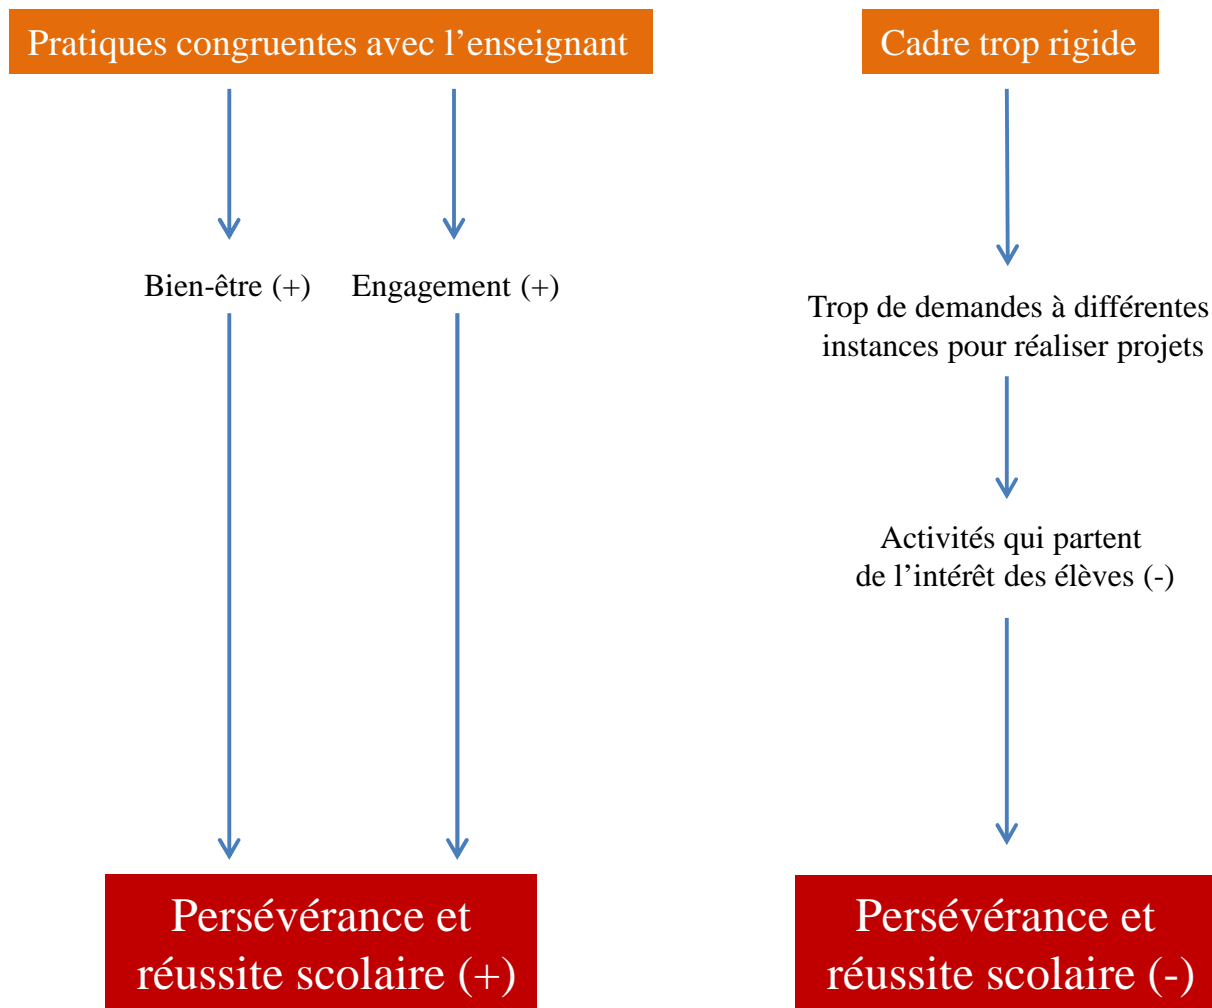 Pratiques congruentes avec l’enseignant
Cadre trop rigide
Bien-être (+)
Engagement (+)
Trop de demandes à différentes
instances pour réaliser projets
Activités qui partent
de l’intérêt des élèves (-)
Persévérance et
réussite scolaire (+)
Persévérance et
réussite scolaire (-)